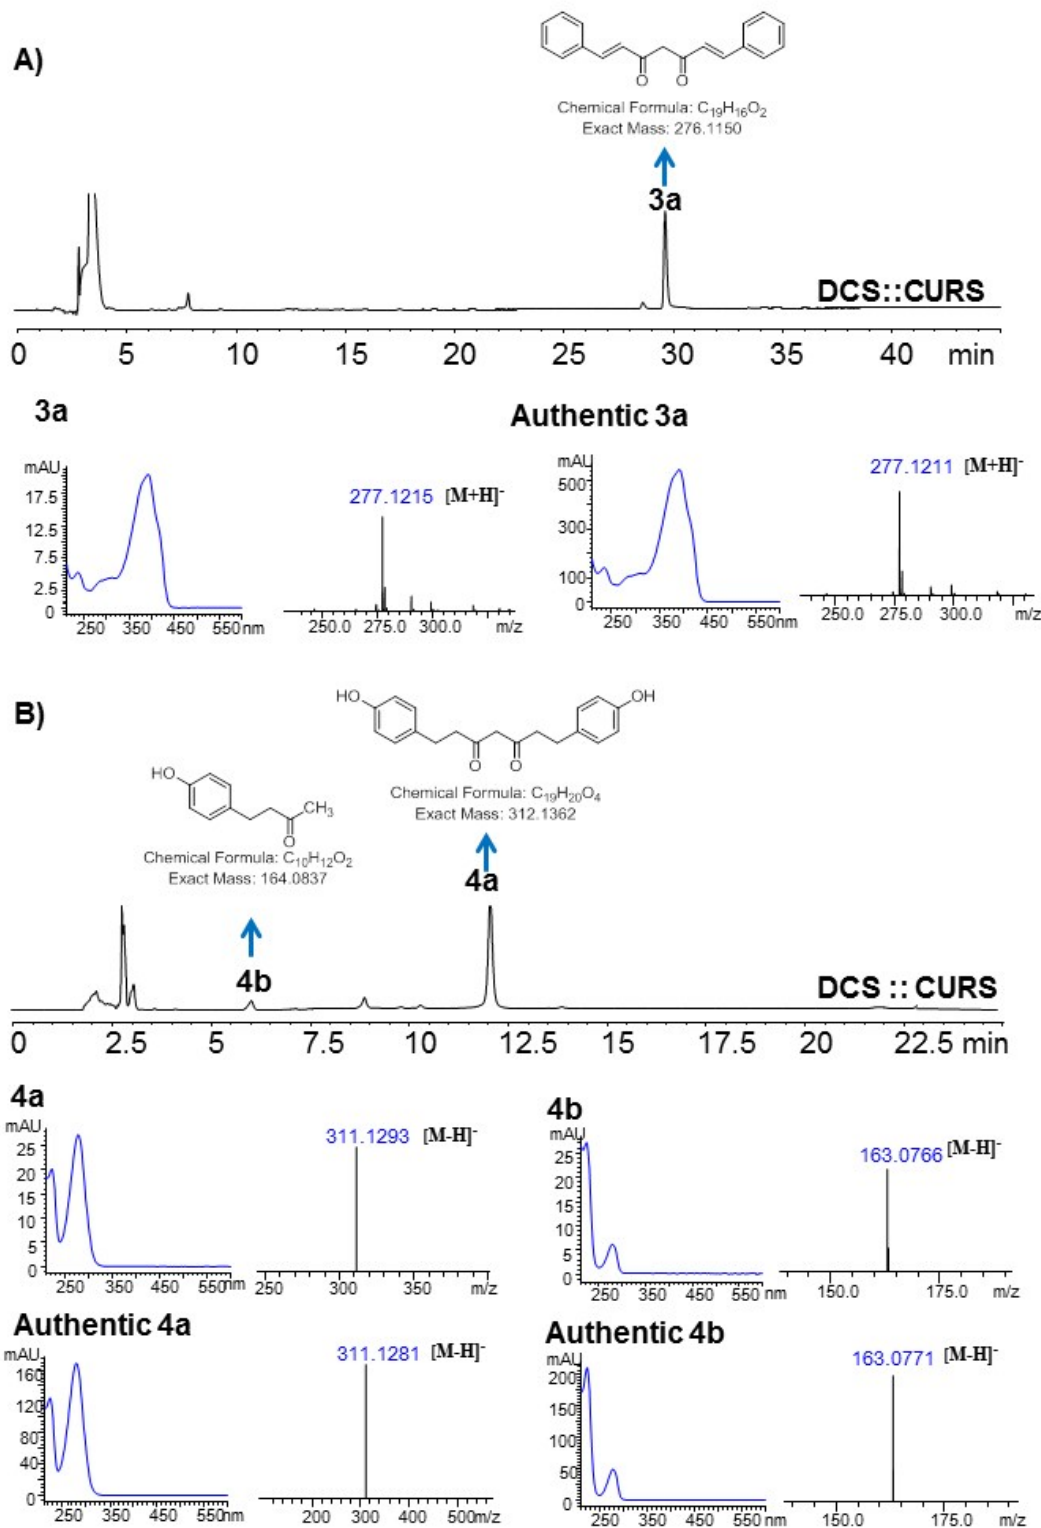 A)
O O
Chemical Formula: C₁₉H₁₆O₂
Exact Mass: 276.1150
3a
DCS::CURS
0 5 10 15 20 25 30 35 40 min
3a
Authentic 3a
mAU
17.5
12.5
7.5
2.5
0
250 350 450 550nm
277.1215 [M+H]⁻
250.0 275.0 300.0 m/z
mAU
500
300
100
0
250 350 450 550nm
277.1211 [M+H]⁻
250.0 275.0 300.0 m/z
B)
HO OH
O O
Chemical Formula: C₁₉H₂₀O₄
Exact Mass: 312.1362
4a
HO
CH₃
O
Chemical Formula: C₁₀H₁₂O₂
Exact Mass: 164.0837
4b
DCS :: CURS
0 2.5 5 7.5 10 12.5 15 17.5 20 22.5 min
4a
mAU
25
20
15
10
5
0
250 350 450 550nm
311.1293 [M-H]⁻
250 300 350 m/z
4b
mAU
25
20
15
10
5
0
250 350 450 550 nm
163.0766 [M-H]⁻
150.0 175.0 m/z
Authentic 4a
mAU
160
120
80
40
0
250 350 450 550nm
311.1281 [M-H]⁻
200 300 400 500m/z
Authentic 4b
mAU
200
150
100
50
0
250 350 450 550nm
163.0771 [M-H]⁻
150.0 175.0 m/z